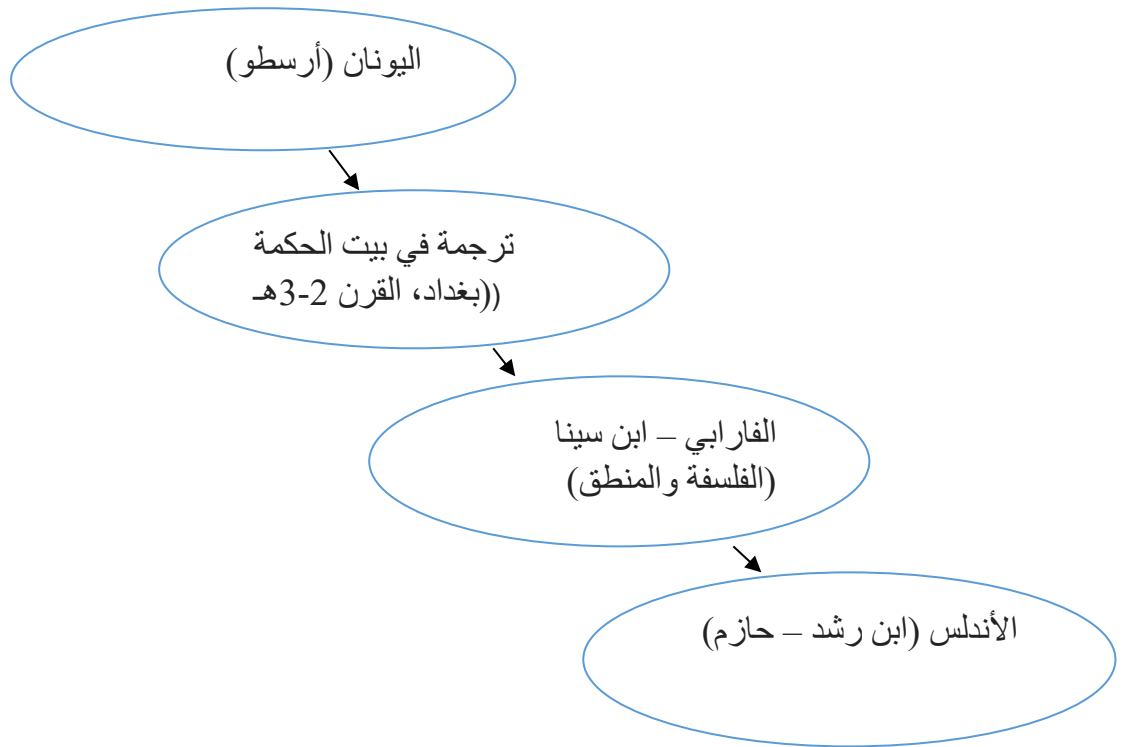 اليونان (أرسطو)
ترجمة في بيت الحكمة
((بغداد، القرن 2-3هـ
الفارابي – ابن سينا
(الفلسفة والمنطق)
الأندلس (ابن رشد – حازم)